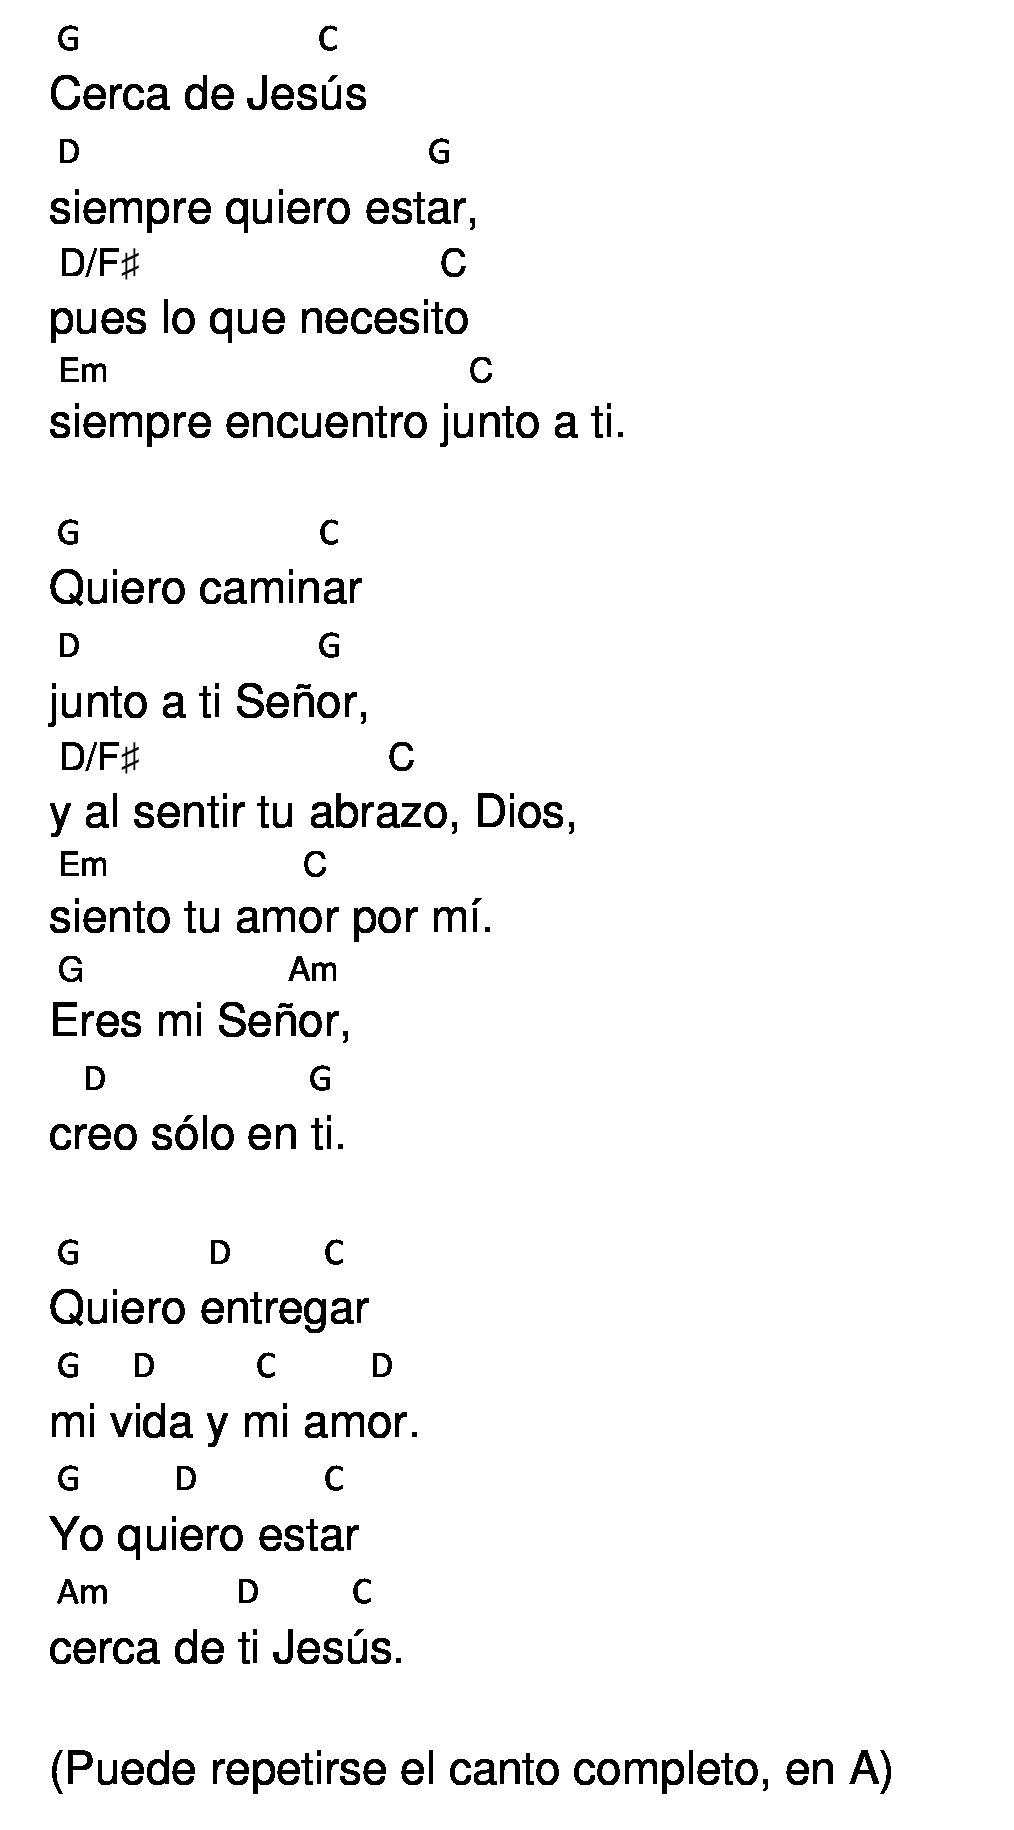 G C
Cerca de Jesús
D G
siempre quiero estar,
D/F♯ C
pues lo que necesito
Em C
siempre encuentro junto a ti.
G C
Quiero caminar
D G
junto a ti Señor,
D/F♯ C
y al sentir tu abrazo, Dios,
Em C
siento tu amor por mí.
G Am
Eres mi Señor,
D G
creo sólo en ti.
G D C
Quiero entregar
G D C D
mi vida y mi amor.
G D C
Yo quiero estar
Am D C
cerca de ti Jesús.
(Puede repetirse el canto completo, en A)